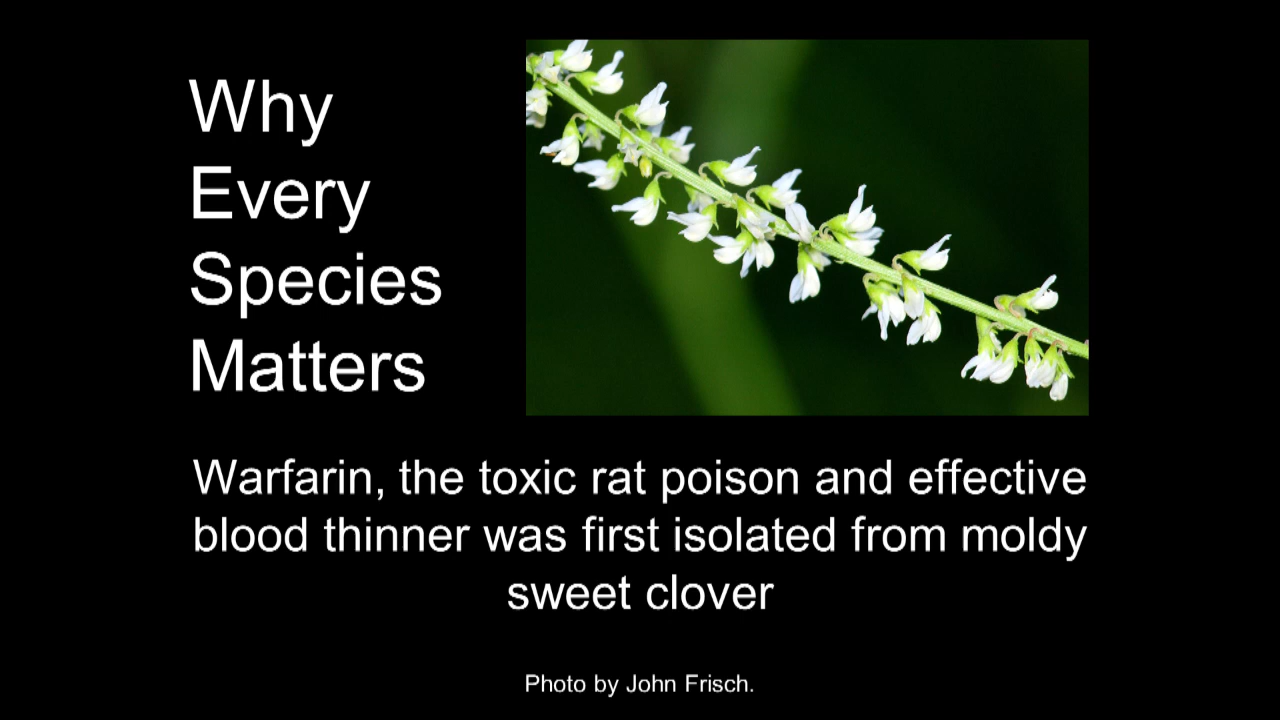 Why
Every
Species
Matters
Warfarin, the toxic rat poison and effective
blood thinner was first isolated from moldy
sweet clover
Photo by John Frisch.